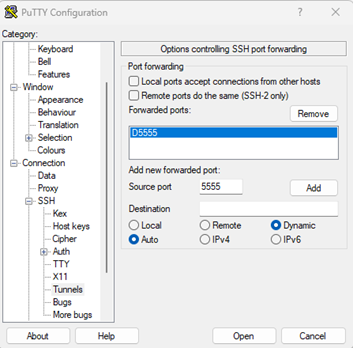 PuTTY Configuration
? ×
Category:
Keyboard
Bell
Features
Window
Appearance
Behaviour
Translation
Selection
Colours
Connection
Data
Proxy
SSH
Kex
Host keys
Cipher
Auth
TTY
X11
Tunnels
Bugs
More bugs
Options controlling SSH port forwarding
Port forwarding
Local ports accept connections from other hosts
Remote ports do the same (SSH-2 only)
Forwarded ports:
Remove
D5555
Add new forwarded port:
Source port 5555 Add
Destination
Local Remote Dynamic
Auto IPv4 IPv6
About Help Open Cancel